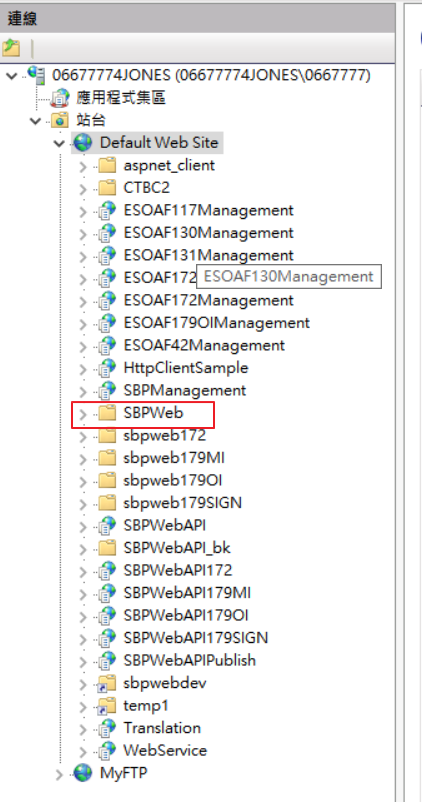 連線
06677774JONES (06677774JONES\0667777)
應用程式集區
站台
Default Web Site
aspnet_client
CTBC2
ESOAF117Management
ESOAF130Management
ESOAF131Management
ESOAF172
ESOAF130Management
ESOAF172Management
ESOAF179OIManagement
ESOAF42Management
HttpClientSample
SBPManagement
SBPWeb
sbpweb172
sbpweb179MI
sbpweb179OI
sbpweb179SIGN
SBPWebAPI
SBPWebAPI_bk
SBPWebAPI172
SBPWebAPI179MI
SBPWebAPI179OI
SBPWebAPI179SIGN
SBPWebAPIPublish
sbpwebdev
temp1
Translation
WebService
MyFTP